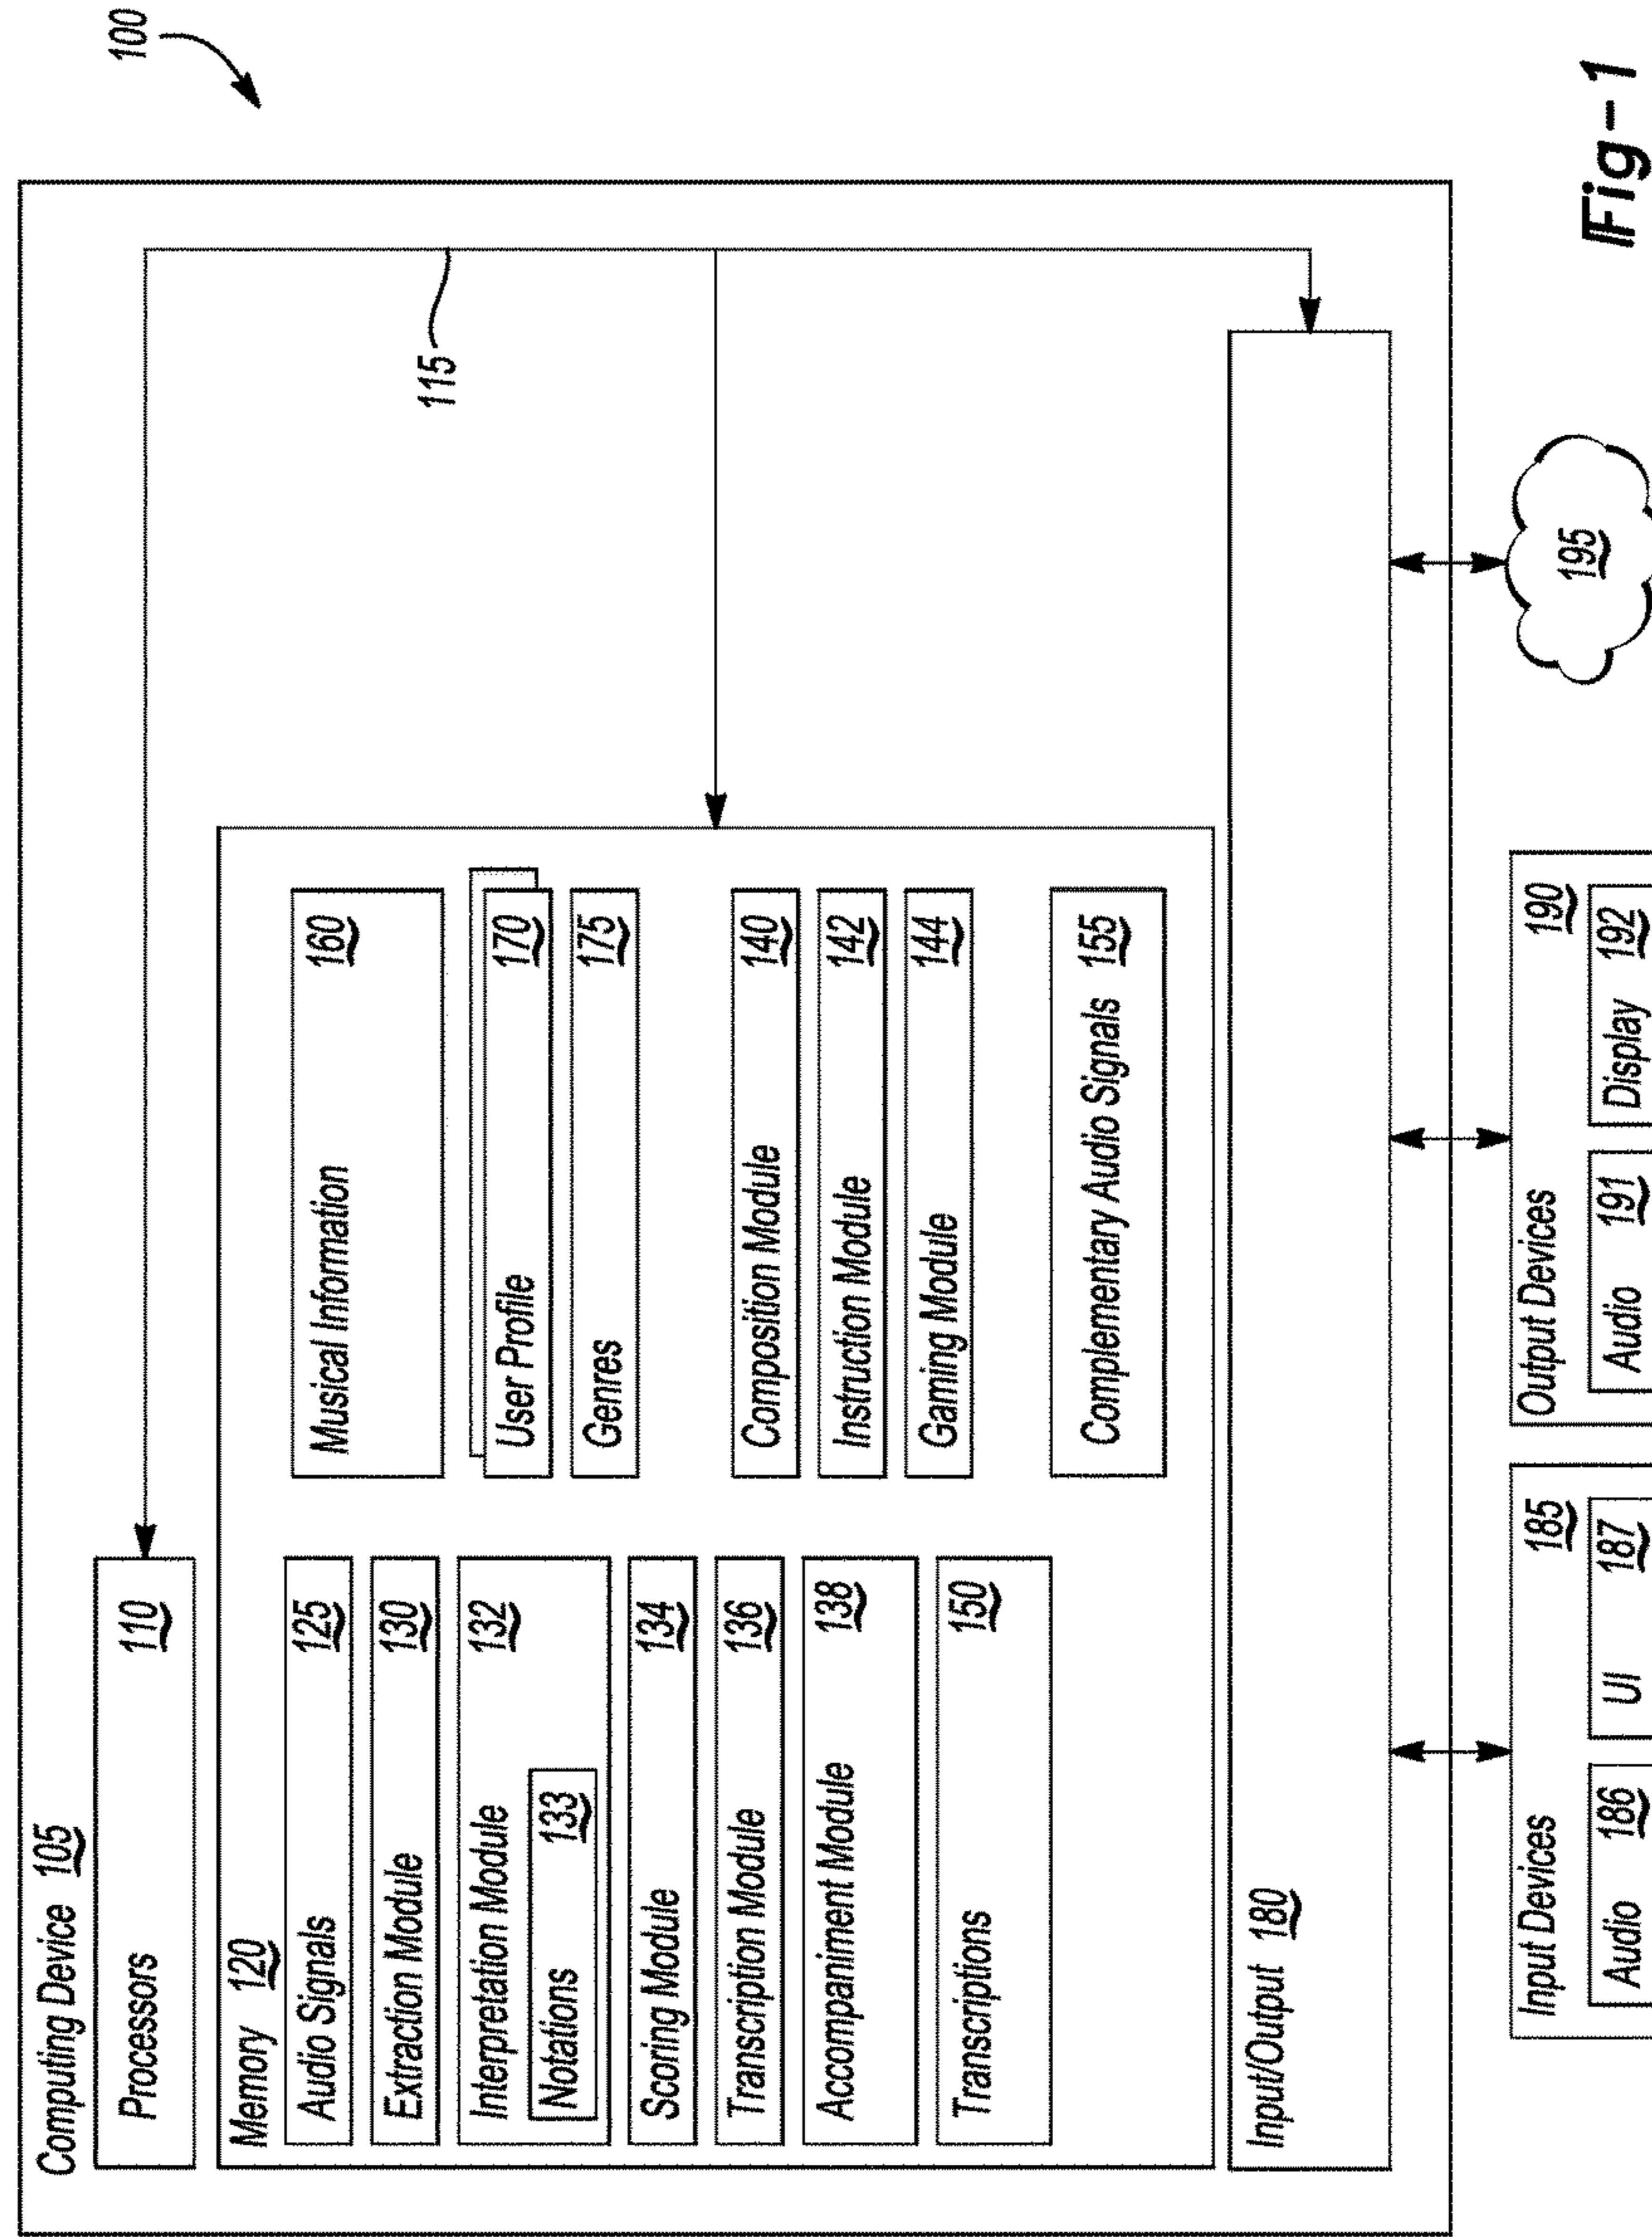 100
Computing Device 105
Processors 110
115
Memory 120
Audio Signals 125
Extraction Module 130
Interpretation Module 132
Notations 133
Scoring Module 134
Transcription Module 136
Accompaniment Module 138
Transcriptions 150
Musical Information 160
User Profile 170
Genres 175
Composition Module 140
Instruction Module 142
Gaming Module 144
Complementary Audio Signals 155
Input/Output 180
Input Devices 185
Audio 186
UI 187
Output Devices 190
Audio 191
Display 192
195
Fig-1